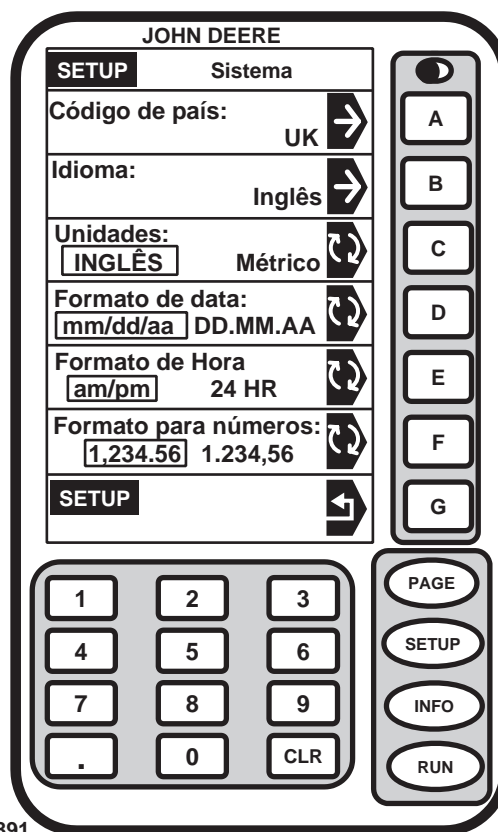 JOHN DEERE
SETUP Sistema
Código de país:
UK
Idioma:
Inglês
Unidades:
INGLÊS Métrico
Formato de data:
mm/dd/aa DD.MM.AA
Formato de Hora
am/pm 24 HR
Formato para números:
1,234.56 1.234,56
SETUP
A
B
C
D
E
F
G
1 2 3
4 5 6
7 8 9
. 0 CLR
PAGE
SETUP
INFO
RUN